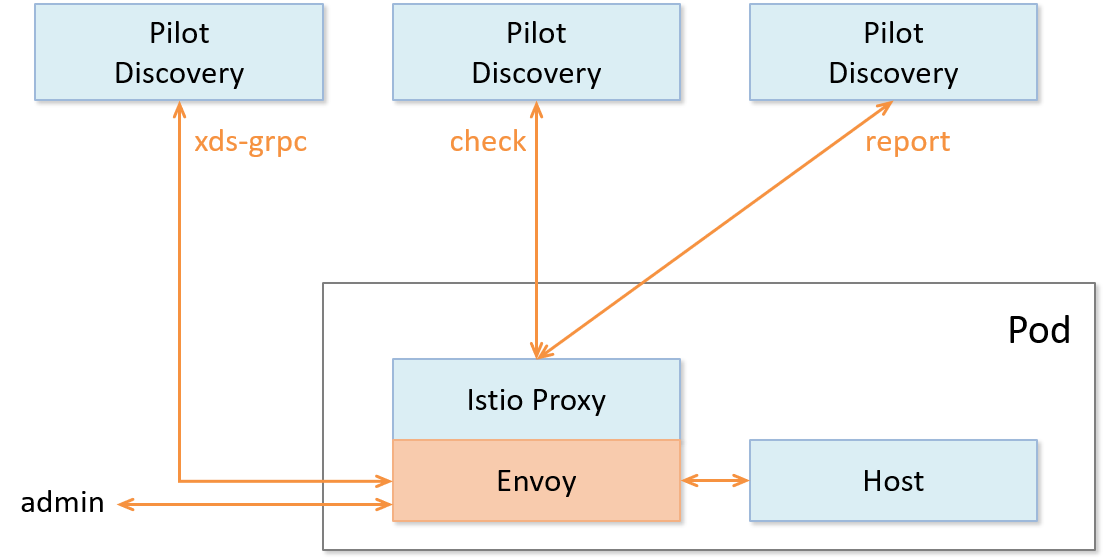 Pilot
Discovery
Pilot
Discovery
Pilot
Discovery
xds-grpc
check
report
Pod
Istio Proxy
Envoy
Host
admin